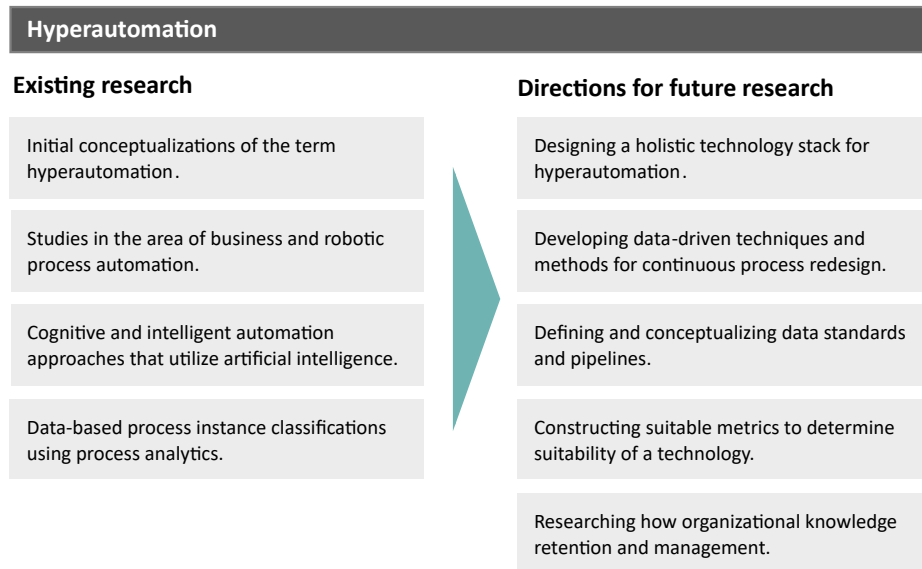 Hyperautomation
Existing research
Initial conceptualizations of the term
hyperautomation.
Studies in the area of business and robotic
process automation.
Cognitive and intelligent automation
approaches that utilize artificial intelligence.
Data-based process instance classifications
using process analytics.
Directions for future research
Designing a holistic technology stack for
hyperautomation.
Developing data-driven techniques and
methods for continuous process redesign.
Defining and conceptualizing data standards
and pipelines.
Constructing suitable metrics to determine
suitability of a technology.
Researching how organizational knowledge
retention and management.